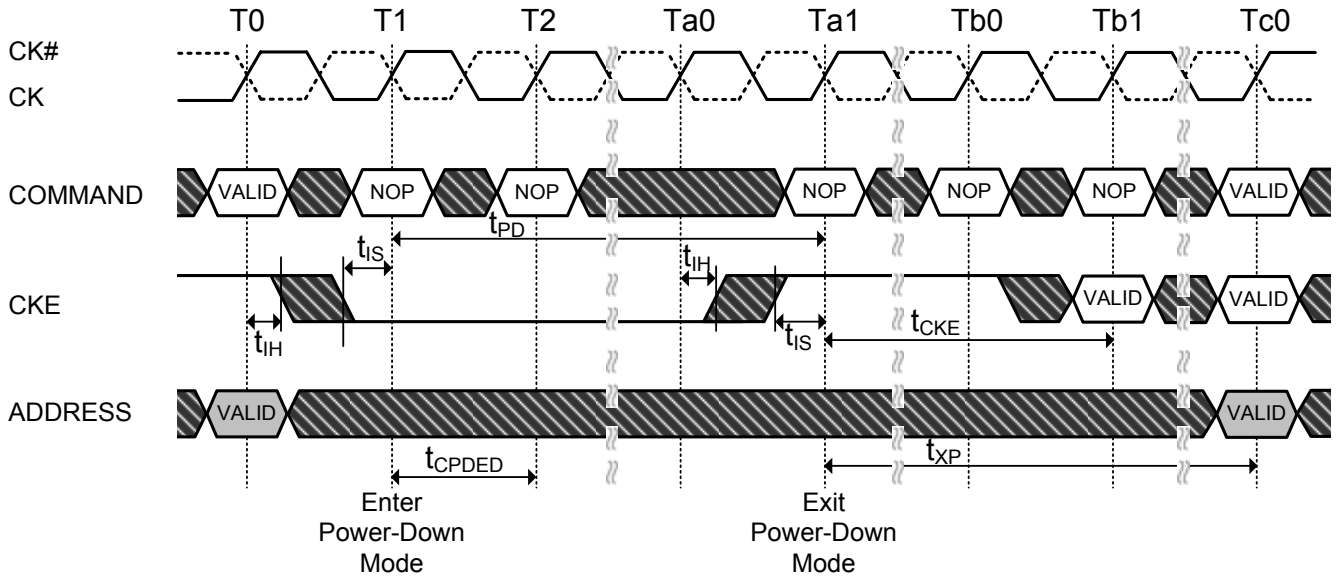 T0 T1 T2 Ta0 Ta1 Tb0 Tb1 Tc0
CK#
CK
COMMAND VALID NOP NOP NOP NOP NOP VALID
tPD
tIS tIH
CKE VALID VALID
tIH tIS tCKE
ADDRESS VALID VALID
tCPDED tXP
Enter
Power-Down
Mode
Exit
Power-Down
Mode